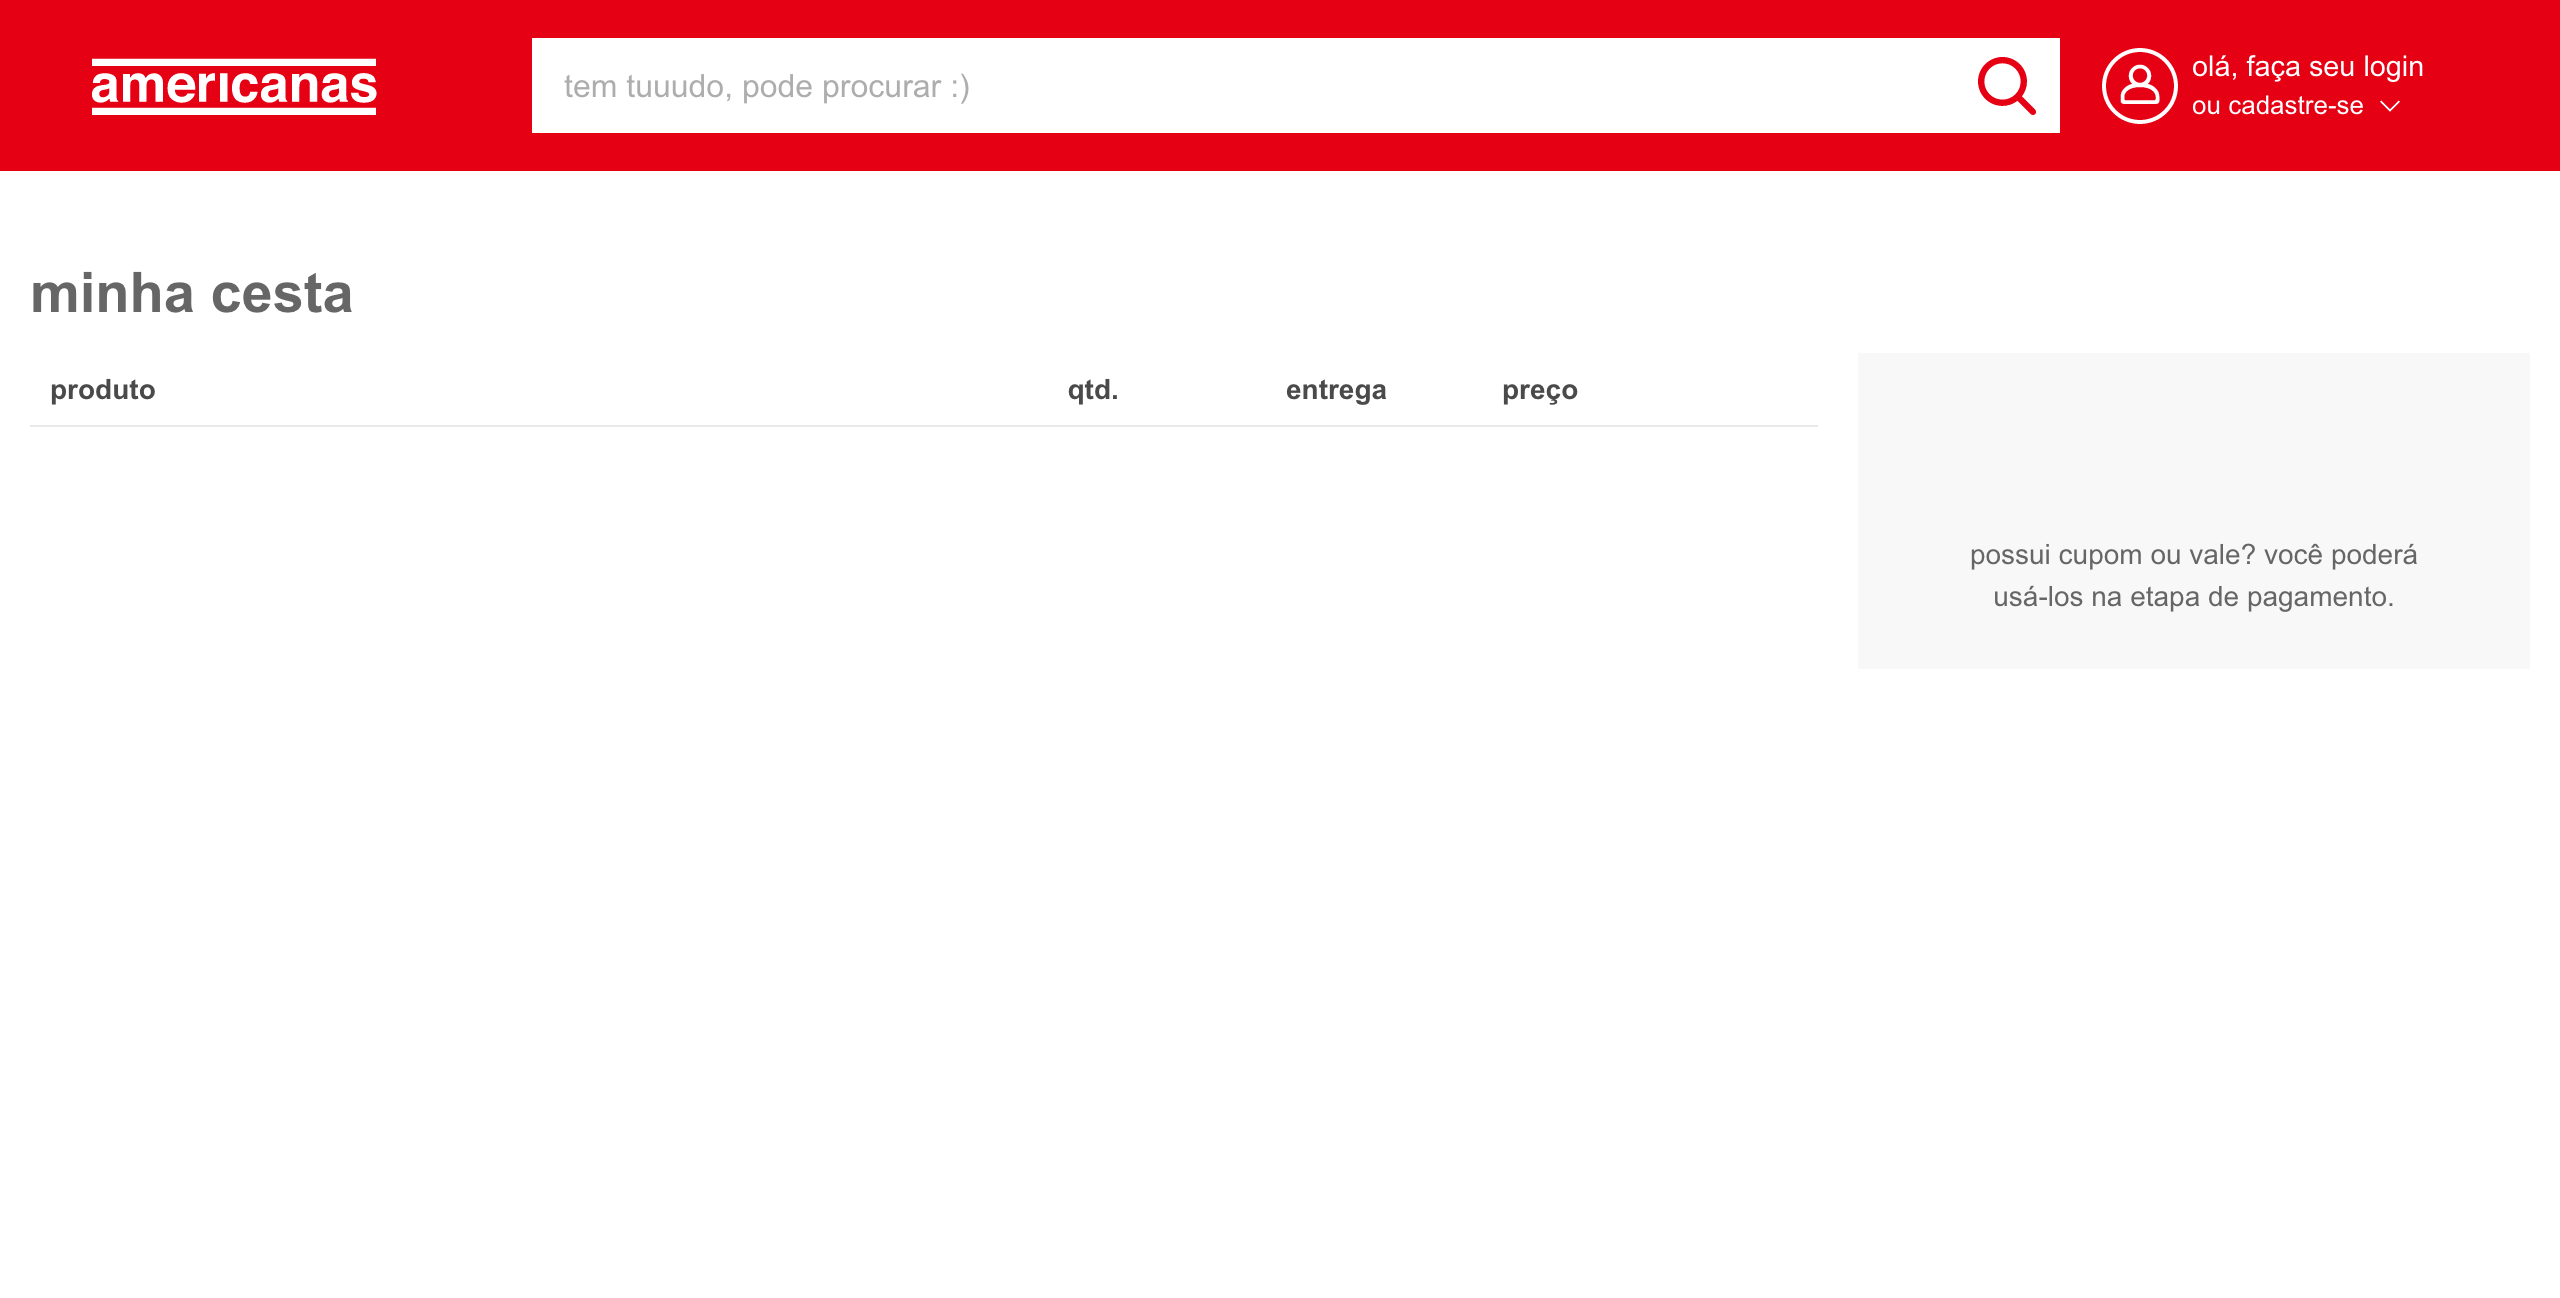 americanas
tem tuuudo, pode procurar :)
olá, faça seu login
ou cadastre-se
minha cesta
produto qtd. entrega preço
possui cupom ou vale? você poderá
usá-los na etapa de pagamento.